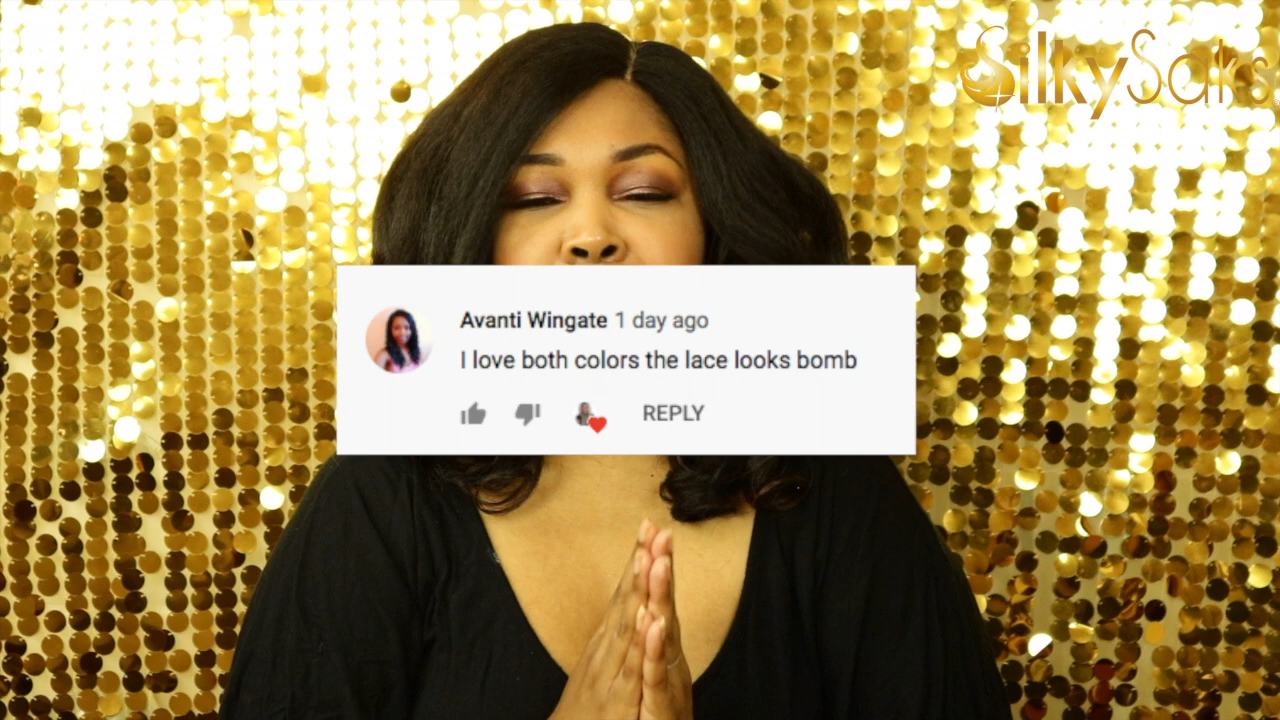 SilkySaks
Avanti Wingate 1 day ago
I love both colors the lace looks bomb
REPLY